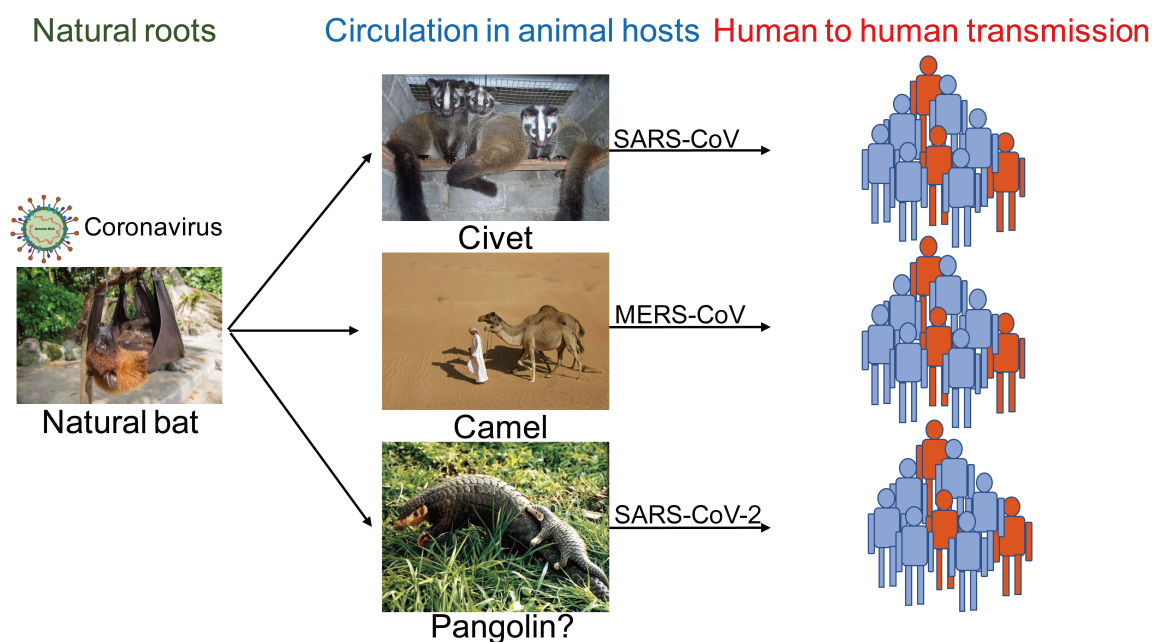 Natural roots
Circulation in animal hosts
Human to human transmission
Coronavirus
Natural bat
Civet
SARS-CoV
Camel
MERS-CoV
Pangolin?
SARS-CoV-2